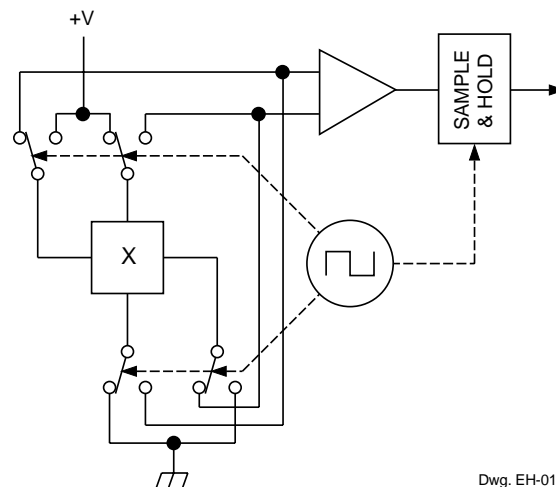 +V
SAMPLE
& HOLD
X
Dwg. EH-01